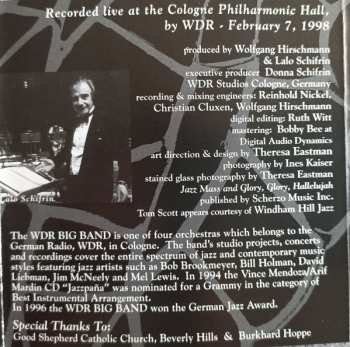 Recorded live at the Cologne Philharmonic Hall,
by WDR - February 7, 1998
produced by Wolfgang Hirschmann
& Lalo Schifrin
executive producer Donna Schifrin
WDR Studios Cologne, Germany
recording & mixing engineers: Reinhold Nickel,
Christian Cluxen, Wolfgang Hirschmann
digital editing: Ruth Witt
mastering: Bobby Bee at
Digital Audio Dynamics
art direction & design by Theresa Eastman
photography by Ines Kaiser
stained glass photography by Theresa Eastman
Jazz Mass and Glory, Glory, Hallelujah
published by Scherzo Music Inc.
Tom Scott appears courtesy of Windham Hill Jazz
Lalo Schifrin
The WDR BIG BAND is one of four orchestras which belongs to the
German Radio, WDR, in Cologne. The band's studio projects, concerts
and recordings cover the entire spectrum of jazz and contemporary music
styles featuring jazz artists such as Bob Brookmeyer, Bill Holman, David
Liebman, Jim McNeely and Mel Lewis. In 1994 the Vince Mendoza/Arif
Mardin CD "Jazzpaña" was nominated for a Grammy in the category of
Best Instrumental Arrangement.
In 1996 the WDR BIG BAND won the German Jazz Award.
Special Thanks To:
Good Shepherd Catholic Church, Beverly Hills & Burkhard Hoppe